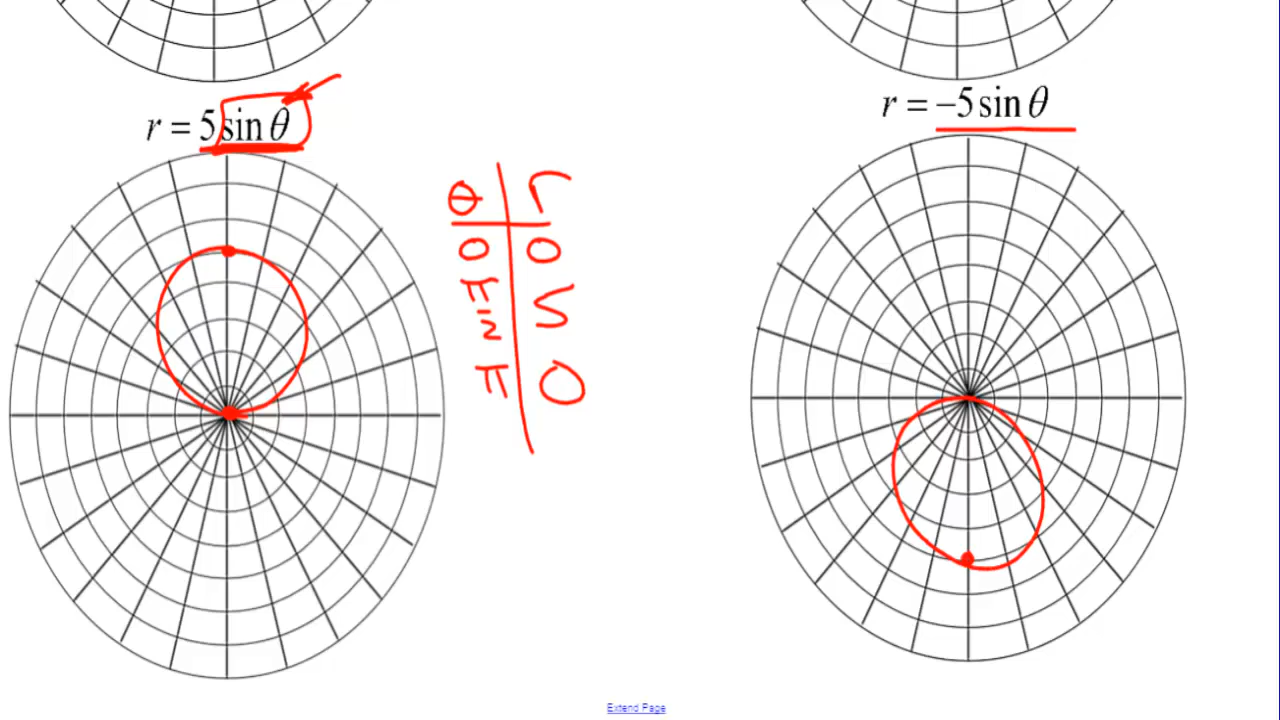 r = 5 sin θ
r = −5 sin θ
θ r
0 0
π/2 5
π 0
Extend Page